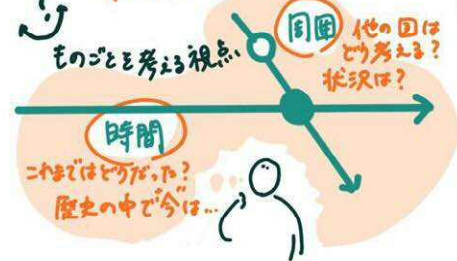 ものごとを考える視点
周囲
他の国は
どう考える?
状況は?
時間
これまではどうだった?
歴史の中で"今"は...